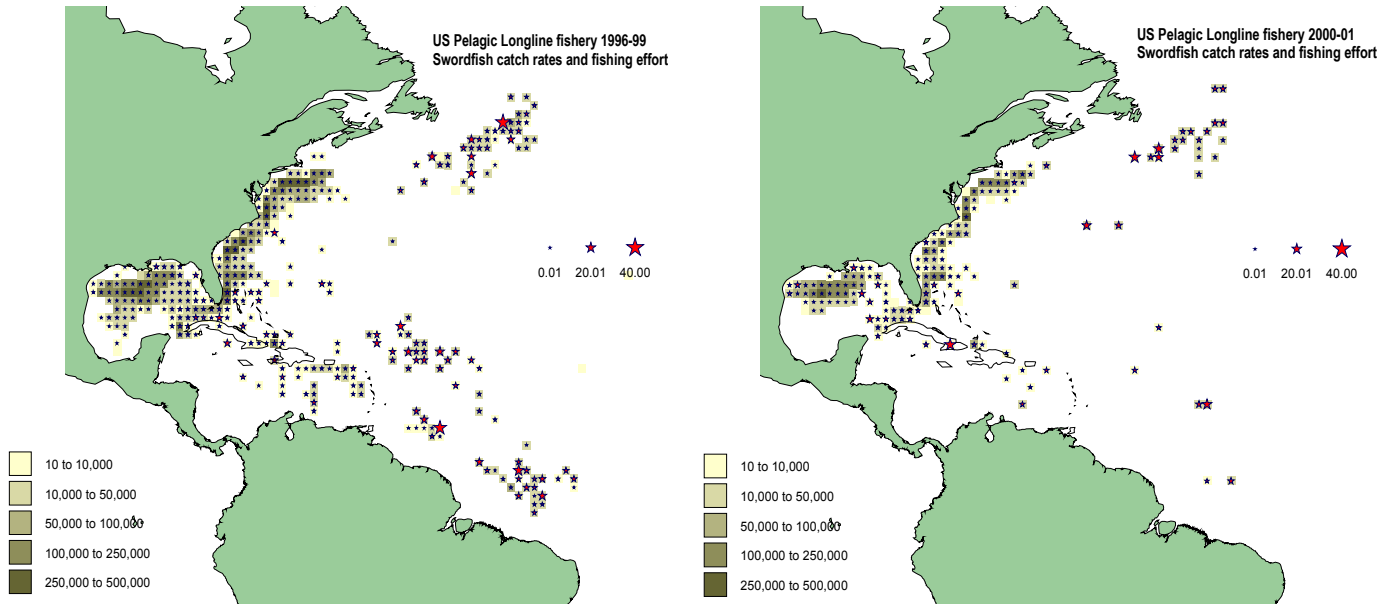 US Pelagic Longline fishery 1996-99
Swordfish catch rates and fishing effort
0.01 20.01 40.00
10 to 10,000
10,000 to 50,000
50,000 to 100,000
100,000 to 250,000
250,000 to 500,000
US Pelagic Longline fishery 2000-01
Swordfish catch rates and fishing effort
0.01 20.01 40.00
10 to 10,000
10,000 to 50,000
50,000 to 100,000
100,000 to 250,000
250,000 to 500,000